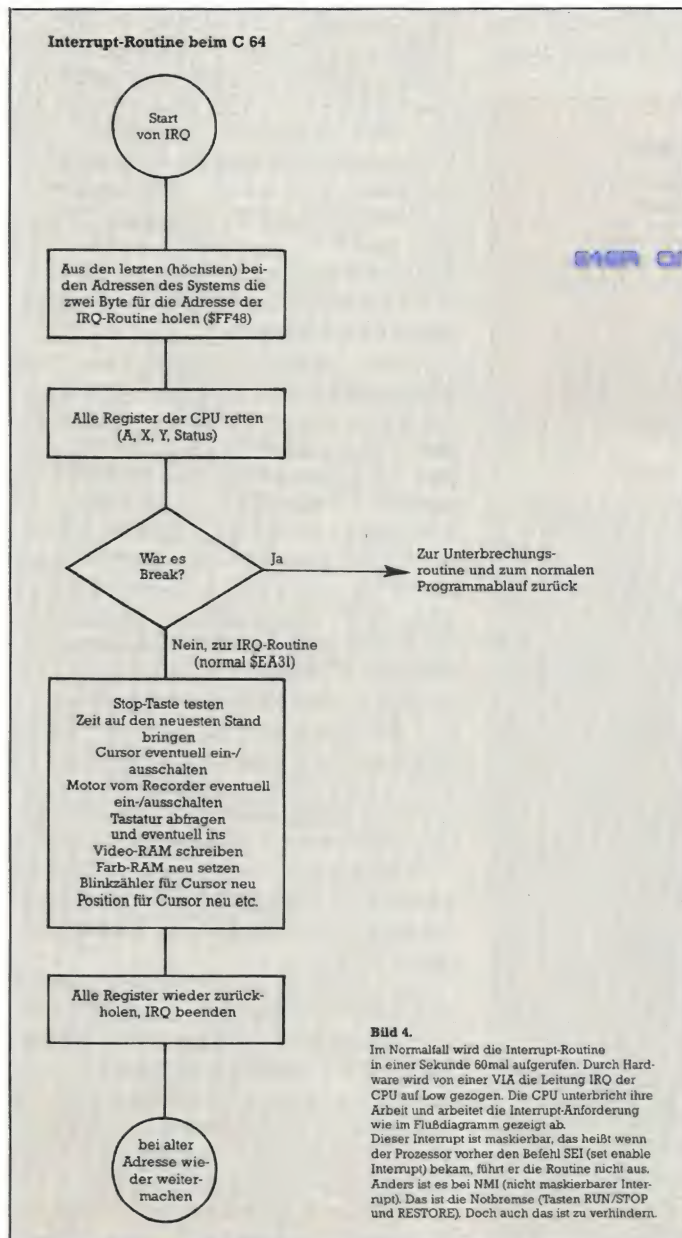 Interrupt-Routine beim C 64
Start
von IRQ
Aus den letzten (höchsten) bei-
den Adressen des Systems die
zwei Byte für die Adresse der
IRQ-Routine holen ($FF48)
Alle Register der CPU retten
(A, X, Y, Status)
War es
Break?
Ja
Zur Unterbrechungs-
routine und zum normalen
Programmablauf zurück
Nein, zur IRQ-Routine
(normal $EA31)
Stop-Taste testen
Zeit auf den neuesten Stand
bringen
Cursor eventuell ein-/
ausschalten
Motor vom Recorder eventuell
ein-/ausschalten
Tastatur abfragen
und eventuell ins
Video-RAM schreiben
Farb-RAM neu setzen
Blinkzähler für Cursor neu
Position für Cursor neu etc.
Alle Register wieder zurück-
holen, IRQ beenden
bei alter
Adresse wie-
der weiter-
machen
Bild 4.
Im Normalfall wird die Interrupt-Routine
in einer Sekunde 60mal aufgerufen. Durch Hard-
ware wird von einer VIA die Leitung IRQ der
CPU auf Low gezogen. Die CPU unterbricht ihre
Arbeit und arbeitet die Interrupt-Anforderung
wie im Flußdiagramm gezeigt ab.
Dieser Interrupt ist maskierbar, das heißt wenn
der Prozessor vorher den Befehl SEI (set enable
Interrupt) bekam, führt er die Routine nicht aus.
Anders ist es bei NMI (nicht maskierbarer Inter-
rupt). Das ist die Notbremse (Tasten RUN/STOP
und RESTORE). Doch auch das ist zu verhindern.